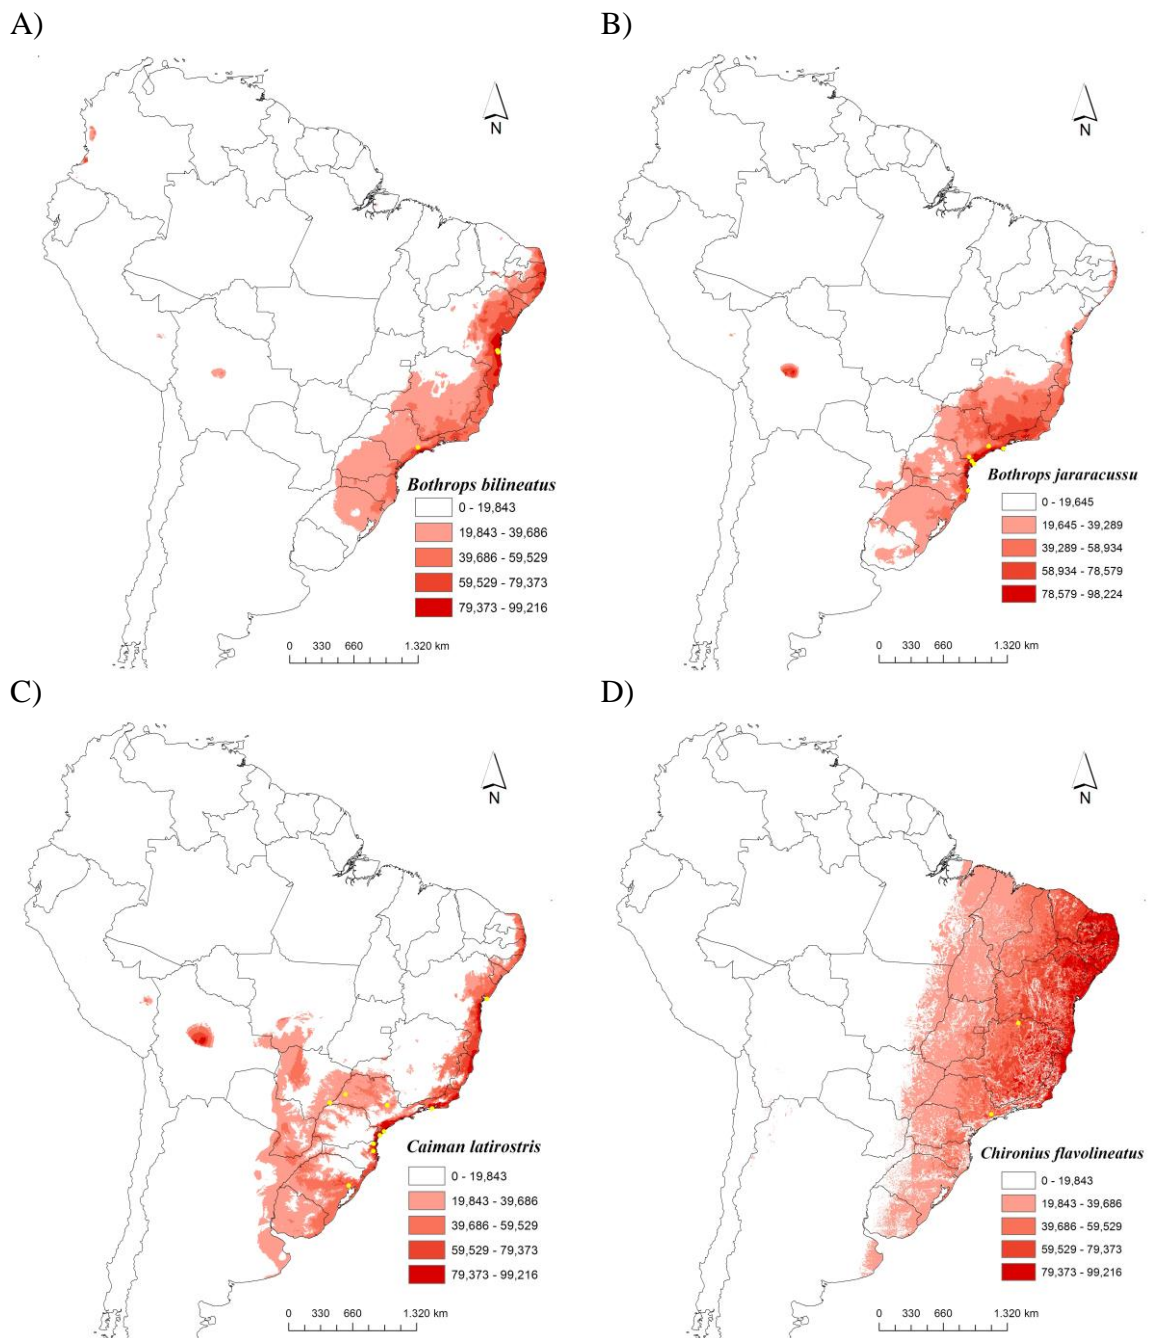 A)
N
Bothrops bilineatus
0 - 19,843
19,843 - 39,686
39,686 - 59,529
59,529 - 79,373
79,373 - 99,216
0 330 660 1.320 km
B)
N
Bothrops jararacussu
0 - 19,645
19,645 - 39,289
39,289 - 58,934
58,934 - 78,579
78,579 - 98,224
0 330 660 1.320 km
C)
N
Caiman latirostris
0 - 19,843
19,843 - 39,686
39,686 - 59,529
59,529 - 79,373
79,373 - 99,216
0 330 660 1.320 km
D)
N
Chironius flavolineatus
0 - 19,843
19,843 - 39,686
39,686 - 59,529
59,529 - 79,373
79,373 - 99,216
0 330 660 1.320 km